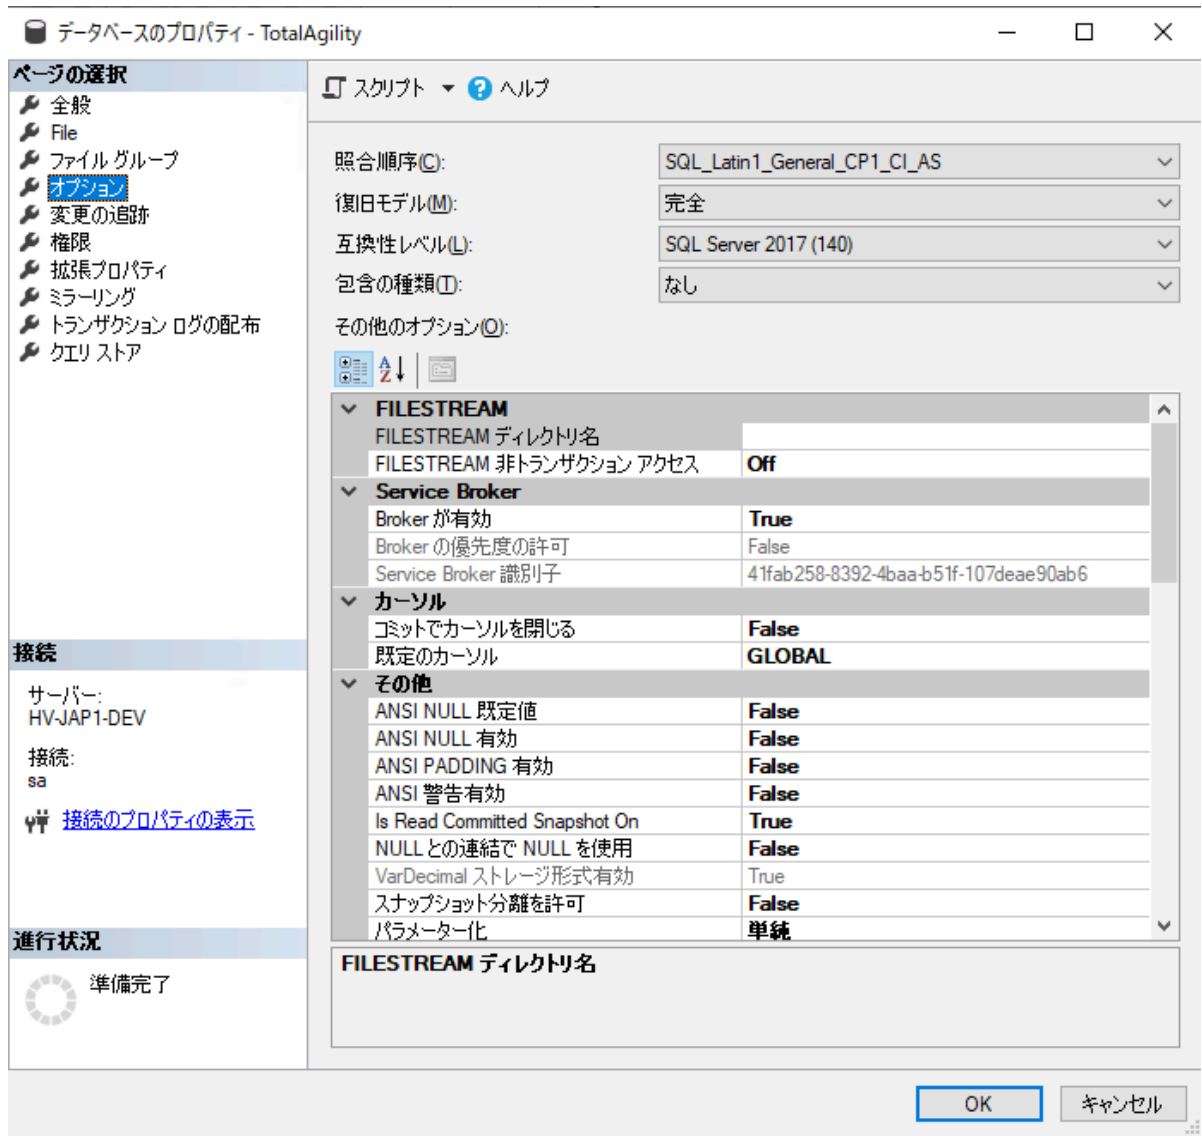 データベースのプロパティ - TotalAgility
ページの選択
全般
File
ファイル グループ
オプション
変更の追跡
権限
拡張プロパティ
ミラーリング
トランザクション ログの配布
クエリ ストア
接続
サーバー:
HV-JAP1-DEV
接続:
sa
接続のプロパティの表示
進行状況
準備完了
スクリプト ヘルプ
照合順序(C): SQL_Latin1_General_CP1_CI_AS
復旧モデル(M): 完全
互換性レベル(L): SQL Server 2017 (140)
包含の種類(T): なし
その他のオプション(O):
FILESTREAM
FILESTREAM ディレクトリ名
FILESTREAM 非トランザクション アクセス Off
Service Broker
Broker が有効 True
Broker の優先度の許可 False
Service Broker 識別子 41fab258-8392-4baa-b51f-107deae90ab6
カーソル
コミットでカーソルを閉じる False
既定のカーソル GLOBAL
その他
ANSI NULL 既定値 False
ANSI NULL 有効 False
ANSI PADDING 有効 False
ANSI 警告有効 False
Is Read Committed Snapshot On True
NULL との連結で NULL を使用 False
VarDecimal ストレージ形式有効 True
スナップショット分離を許可 False
パラメーター化 単純
FILESTREAM ディレクトリ名
OK キャンセル